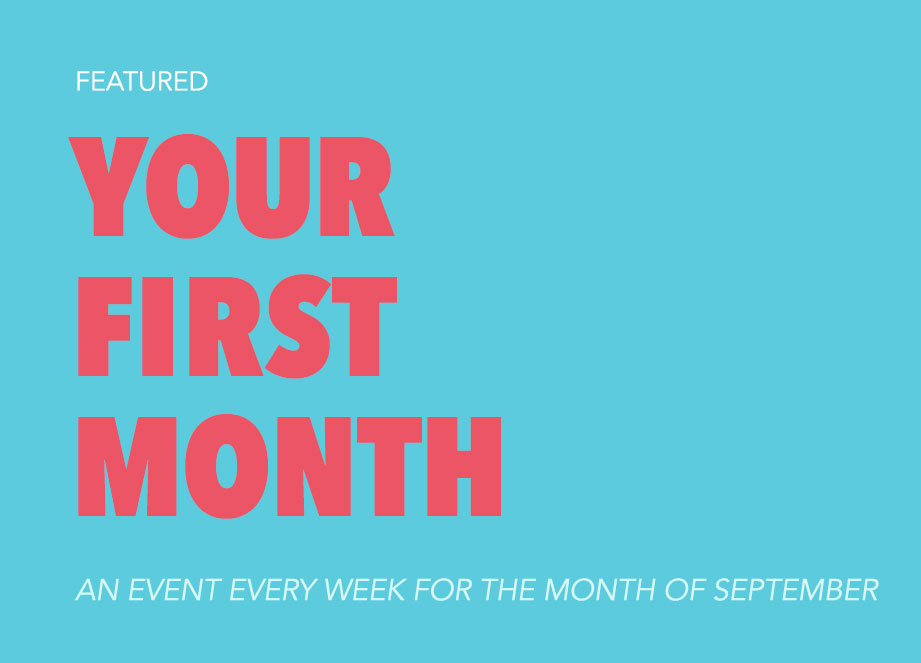 FEATURED
YOUR
FIRST
MONTH
AN EVENT EVERY WEEK FOR THE MONTH OF SEPTEMBER